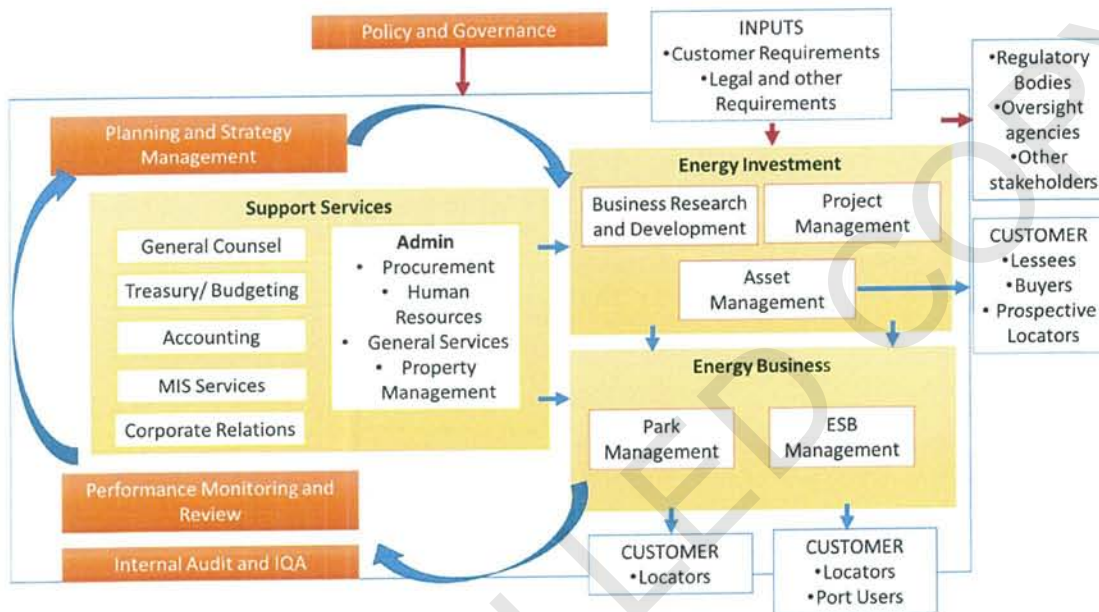 Policy and Governance
INPUTS
•Customer Requirements
•Legal and other
Requirements
•Regulatory
Bodies
•Oversight
agencies
•Other
stakeholders
Planning and Strategy
Management
Energy Investment
Business Research
and Development
Project
Management
Asset
Management
Support Services
General Counsel
Treasury/ Budgeting
Accounting
MIS Services
Corporate Relations
Admin
• Procurement
• Human
Resources
• General Services
• Property
Management
CUSTOMER
•Lessees
•Buyers
• Prospective
Locators
Energy Business
Park
Management
ESB
Management
Performance Monitoring and
Review
Internal Audit and IQA
CUSTOMER
•Locators
CUSTOMER
•Locators
•Port Users
LLED COPY